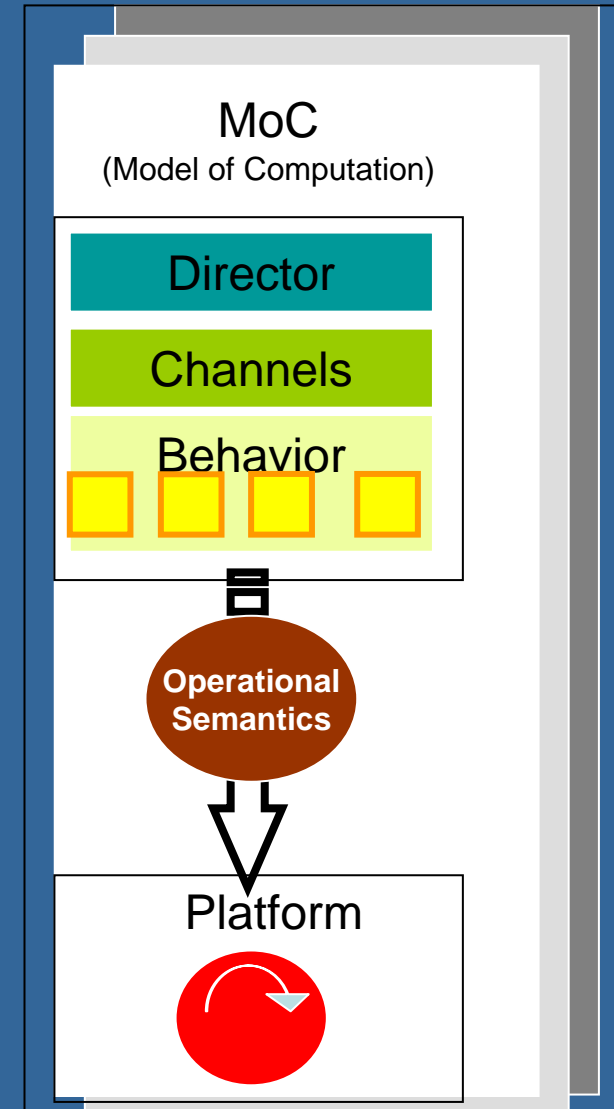 MoC
(Model of Computation)
Director
Channels
Behavior
Operational
Semantics
Platform